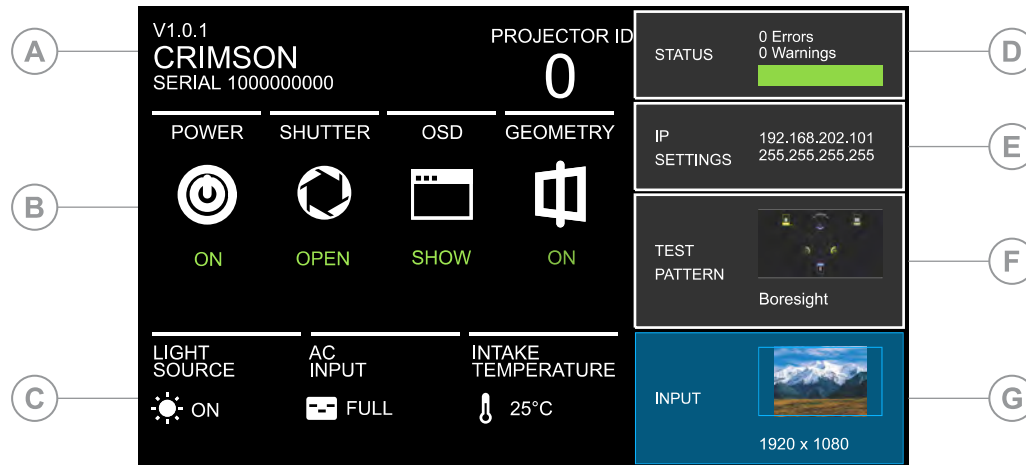 A
V1.0.1
CRIMSON
SERIAL 1000000000
PROJECTOR ID
0
B
POWER
ON
SHUTTER
OPEN
OSD
SHOW
GEOMETRY
ON
C
LIGHT
SOURCE
ON
AC
INPUT
FULL
INTAKE
TEMPERATURE
25°C
STATUS
0 Errors
0 Warnings
D
IP
SETTINGS
192.168.202.101
255.255.255.255
E
TEST
PATTERN
Boresight
F
INPUT
1920 x 1080
G